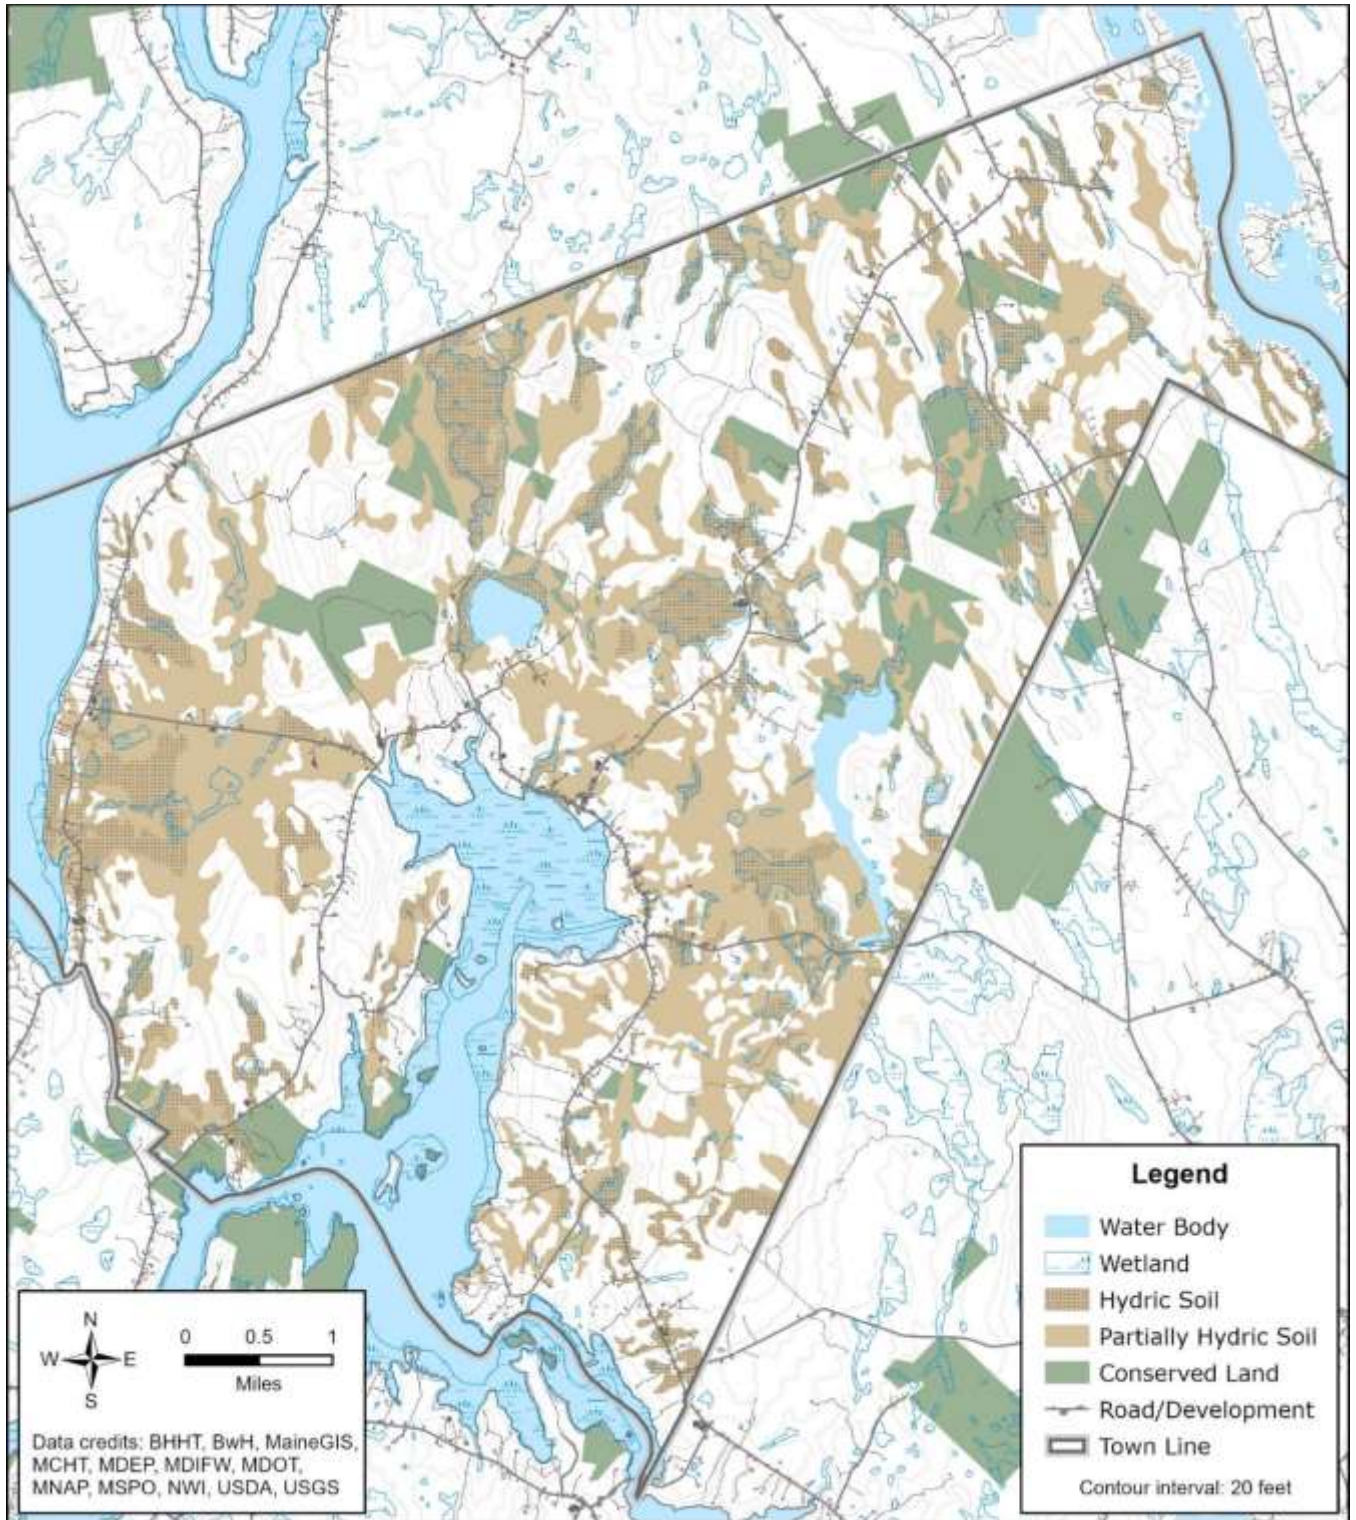 Legend
Water Body
Wetland
Hydric Soil
Partially Hydric Soil
Conserved Land
Road/Development
Town Line
Contour interval: 20 feet
N
W E
S
0 0.5 1
Miles
Data credits: BHHT, BwH, MaineGIS,
MCHT, MDEP, MDIFW, MDOT,
MNAP, MSPO, NWI, USDA, USGS